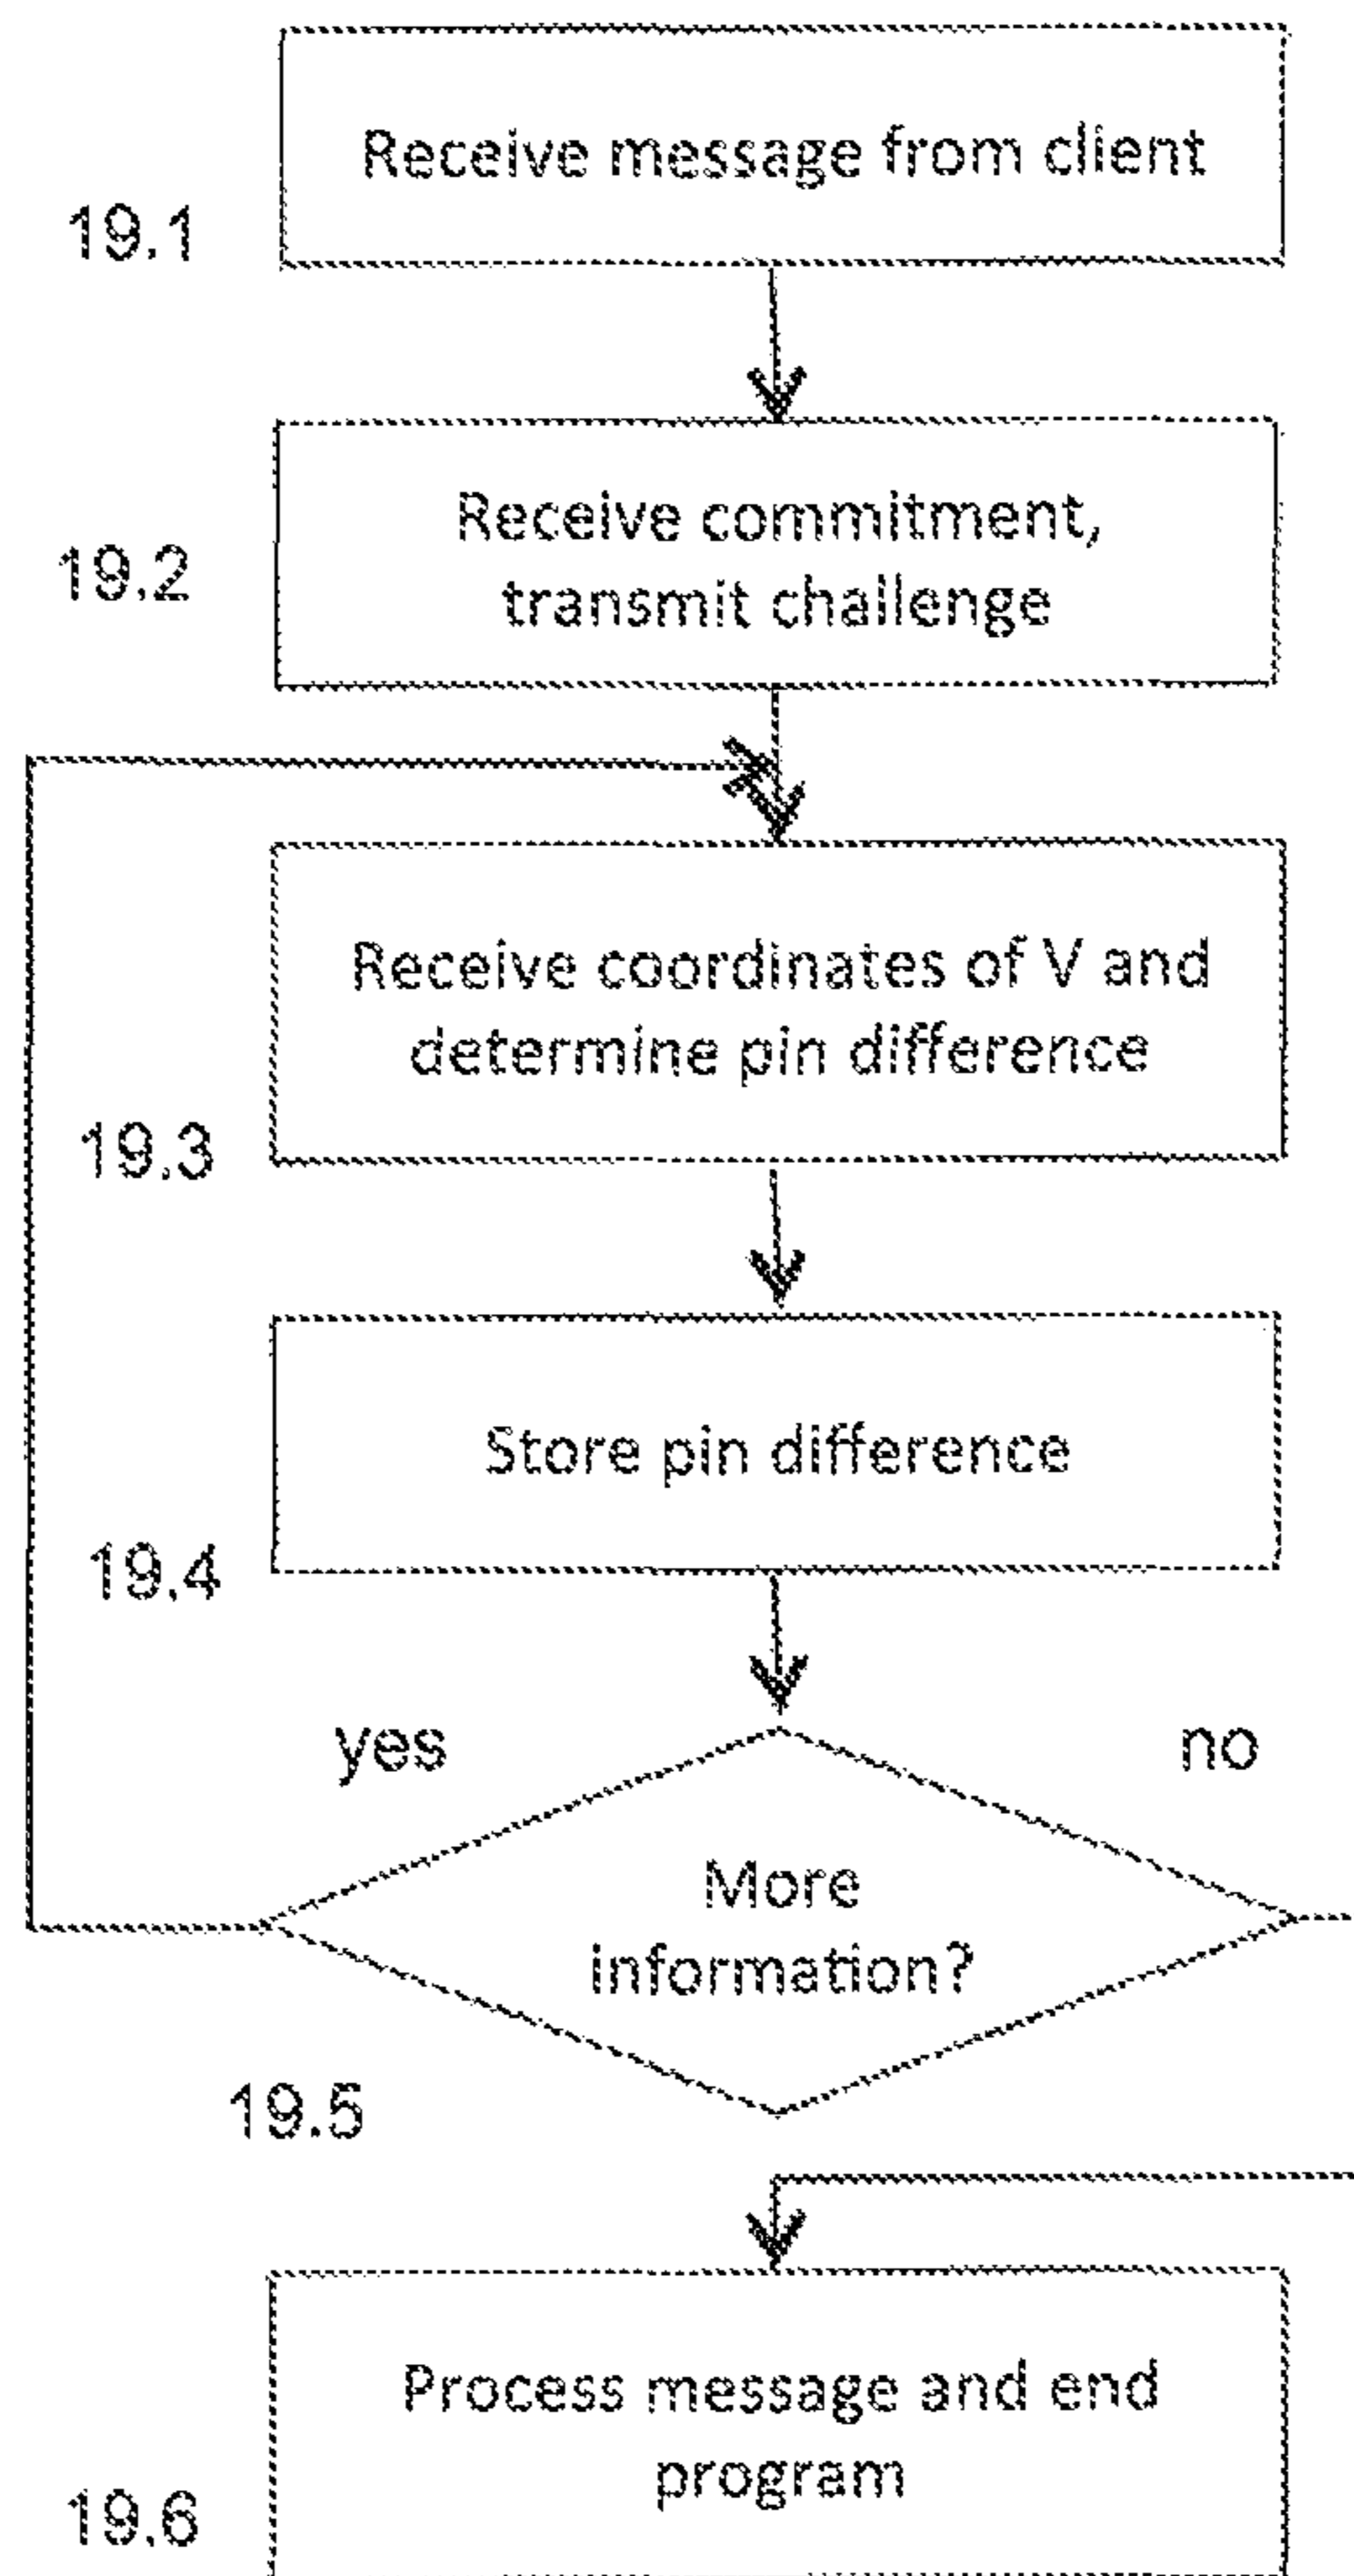 Receive message from client
19.1
Receive commitment,
transmit challenge
19.2
Receive coordinates of V and
determine pin difference
19.3
Store pin difference
19.4
yes
no
More
information?
19.5
Process message and end
program
19.6